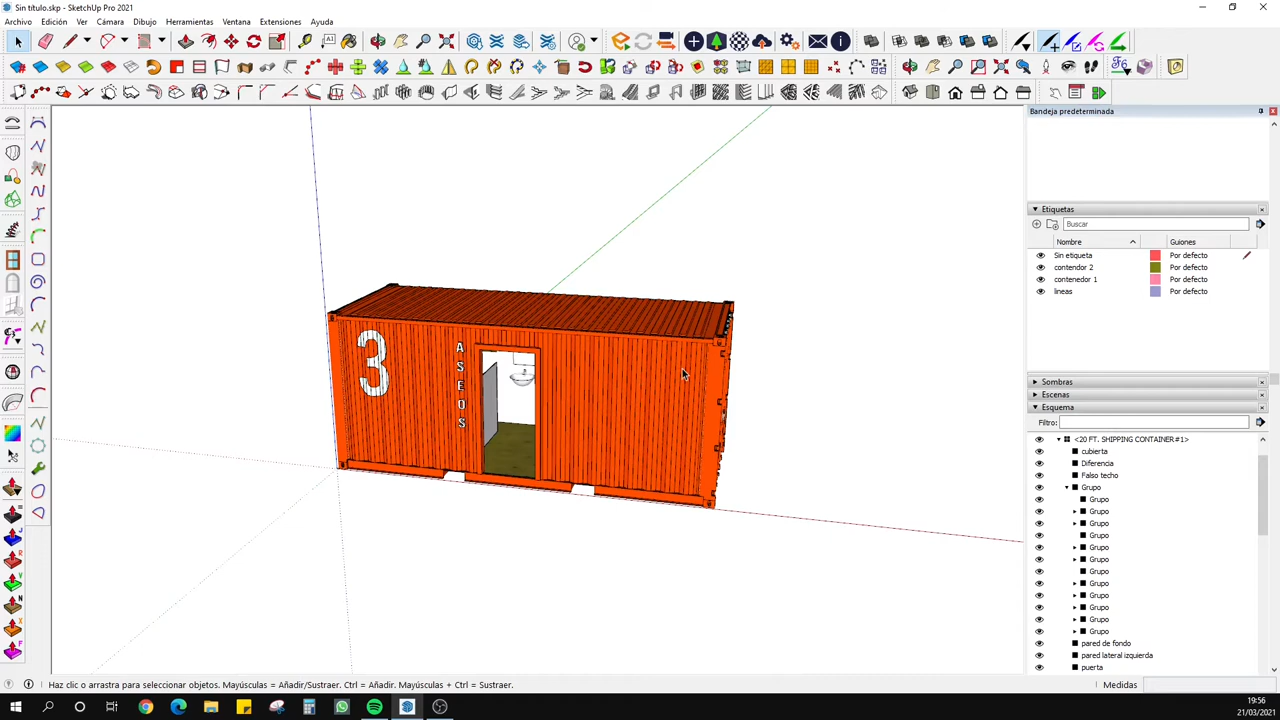 Sin título.skp - SketchUp Pro 2021
Archivo Edición Ver Cámara Dibujo Herramientas Ventana Extensiones Ayuda
Bandeja predeterminada
Etiquetas
Buscar
Nombre Guiones
Sin etiqueta Por defecto
contendor 2 Por defecto
contenedor 1 Por defecto
lineas Por defecto
Sombras
Escenas
Esquema
Filtro:
<20 FT. SHIPPING CONTAINER#1>
cubierta
Diferencia
Falso techo
Grupo
Grupo
Grupo
Grupo
Grupo
Grupo
Grupo
Grupo
Grupo
Grupo
Grupo
Grupo
Grupo
pared de fondo
pared lateral izquierda
puerta
3
A
S
E
O
S
Haz clic o arrastra para seleccionar objetos. Mayúsculas = Añadir/Sustraer. Ctrl = Añadir. Mayúsculas + Ctrl = Sustraer.
Medidas
19:56
21/03/2021